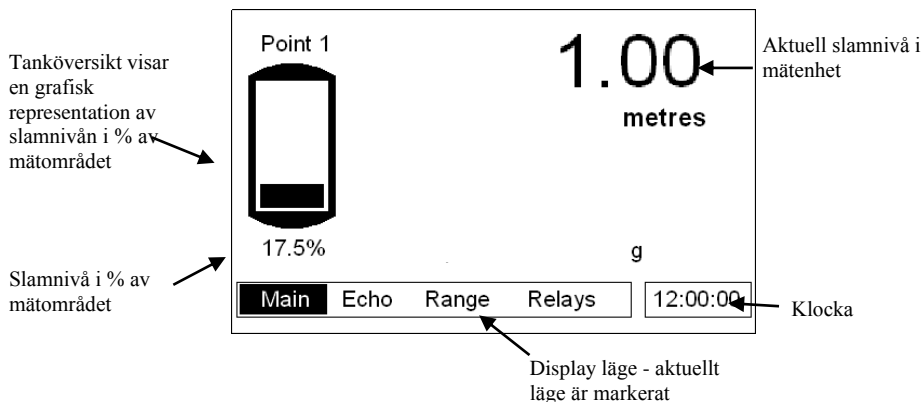 Point 1
1.00
metres
Aktuell slamnivå i
mätenhet
Tanköversikt visar
en grafisk
representation av
slamnivån i % av
mätområdet
17.5%
g
Slamnivå i % av
mätområdet
Main Echo Range Relays 12:00:00
Klocka
Display läge - aktuellt
läge är markerat